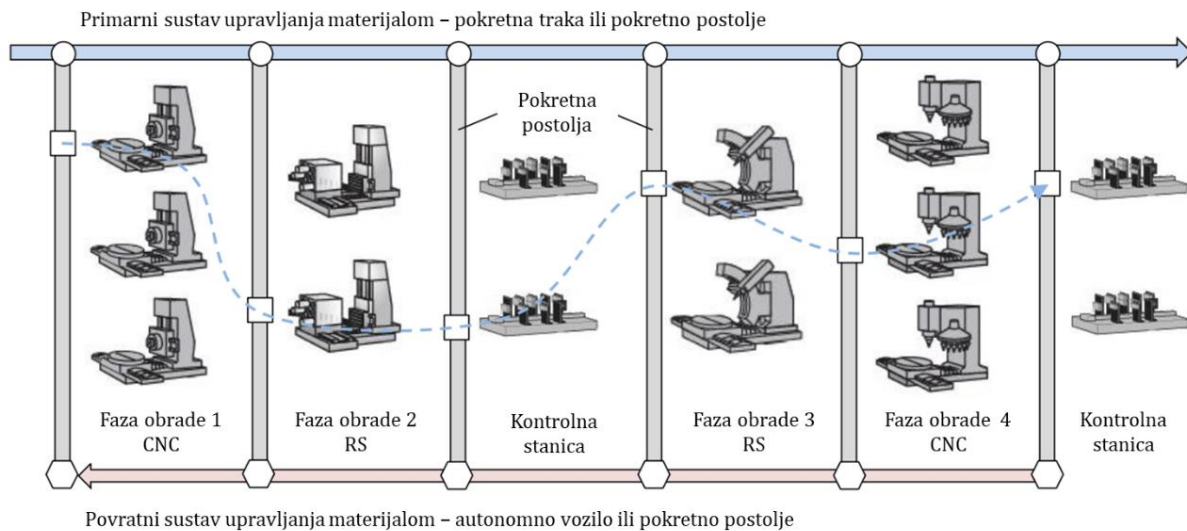 Primarni sustav upravljanja materijalom – pokretna traka ili pokretno postolje
Pokretna
postolja
Faza obrade 1
CNC
Faza obrade 2
RS
Kontrolna
stanica
Faza obrade 3
RS
Faza obrade 4
CNC
Kontrolna
stanica
Povratni sustav upravljanja materijalom – autonomno vozilo ili pokretno postolje